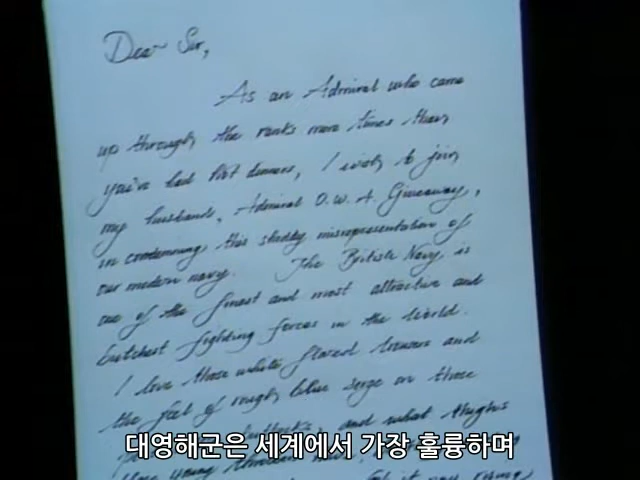 Dear Sir,
As an Admiral who came
up through the ranks more times than
you've had hot dinners, I wish to join
my husband, Admiral O.W.A. Giveaway,
in condemning this shoddy misrepresentation of
our modern navy. The British Navy is
one of the finest and most attractive and
butchest fighting forces in the world.
I love those white flared trousers and
the feel of rough blue serge on those
buttocks, and what thighs
young
대영해군은 세계에서 가장 훌륭하며